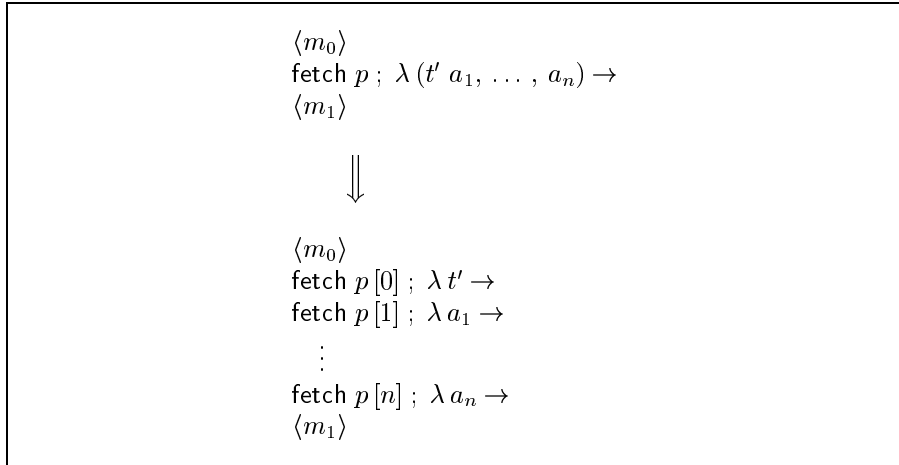 ⟨m₀⟩
fetch p ; λ (t′ a₁, … , aₙ) →
⟨m₁⟩
⇓
⟨m₀⟩
fetch p [0] ; λ t′ →
fetch p [1] ; λ a₁ →
⋮
fetch p [n] ; λ aₙ →
⟨m₁⟩